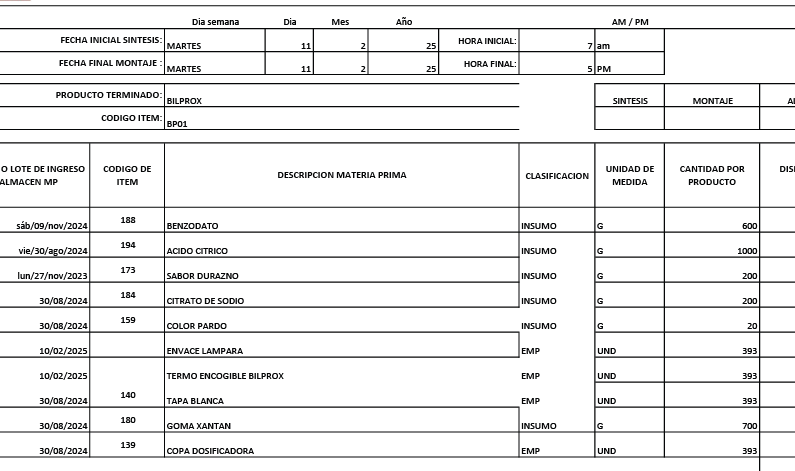 Dia semana Dia Mes Año AM / PM
FECHA INICIAL SINTESIS: MARTES 11 2 25 HORA INICIAL: 7 am
FECHA FINAL MONTAJE : MARTES 11 2 25 HORA FINAL: 5 PM
PRODUCTO TERMINADO: BILPROX SINTESIS MONTAJE
CODIGO ITEM: BP01
O LOTE DE INGRESO CODIGO DE DESCRIPCION MATERIA PRIMA CLASIFICACION UNIDAD DE CANTIDAD POR
ALMACEN MP ITEM MEDIDA PRODUCTO
sáb/09/nov/2024 188 BENZODATO INSUMO G 600
vie/30/ago/2024 194 ACIDO CITRICO INSUMO G 1000
lun/27/nov/2023 173 SABOR DURAZNO INSUMO G 200
30/08/2024 184 CITRATO DE SODIO INSUMO G 200
30/08/2024 159 COLOR PARDO INSUMO G 20
10/02/2025 ENVACE LAMPARA EMP UND 393
10/02/2025 TERMO ENCOGIBLE BILPROX EMP UND 393
30/08/2024 140 TAPA BLANCA EMP UND 393
30/08/2024 180 GOMA XANTAN INSUMO G 700
30/08/2024 139 COPA DOSIFICADORA EMP UND 393